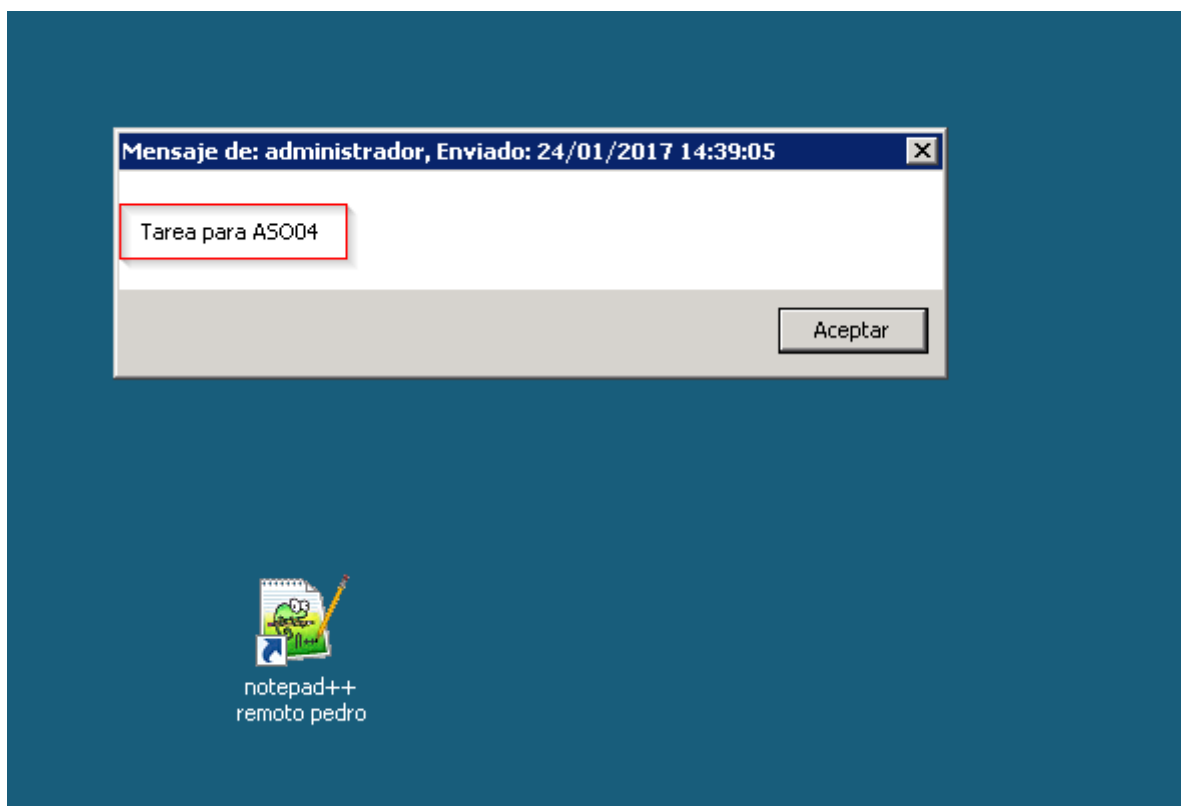 Mensaje de: administrador, Enviado: 24/01/2017 14:39:05
Tarea para ASO04
Aceptar
notepad++
remoto pedro